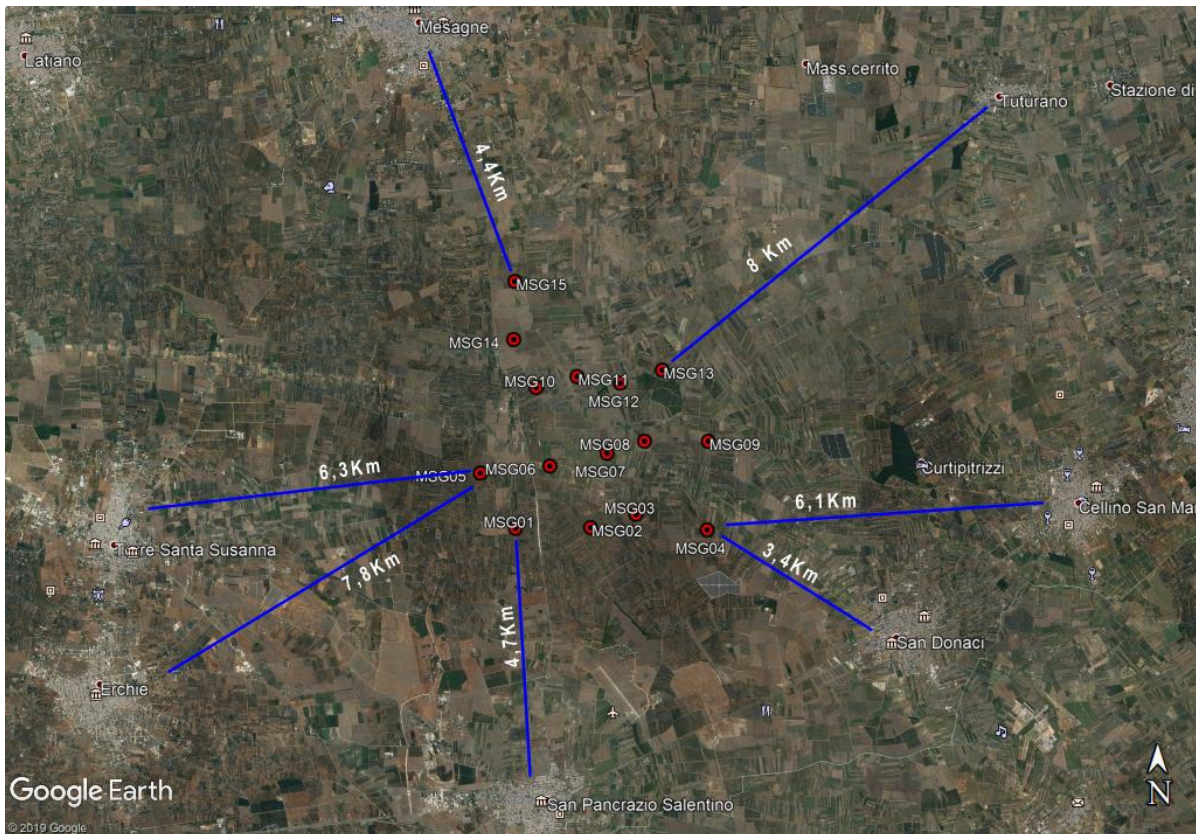 Mesagne
Latiano
Mass.cerrito
Tuturano
Stazione di
4,4Km
8 Km
MSG15
MSG14
MSG13
MSG11
MSG10
MSG12
MSG08
MSG09
MSG07
MSG06
MSG05
Curtipitrizzi
6,3Km
6,1Km
Cellino San Mar
MSG03
MSG01
MSG02
MSG04
Torre Santa Susanna
3,4Km
7,8Km
4,7Km
San Donaci
Erchie
Google Earth
N
San Pancrazio Salentino
© 2019 Google